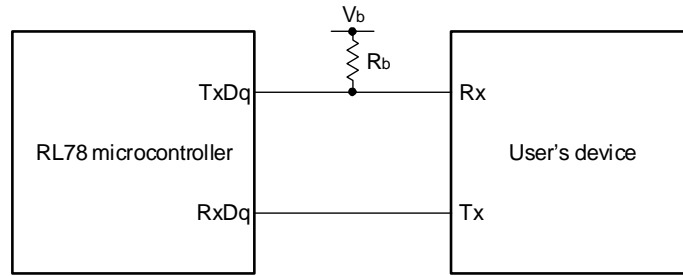 Vb
Rb
TxDq
Rx
RL78 microcontroller
User's device
RxDq
Tx